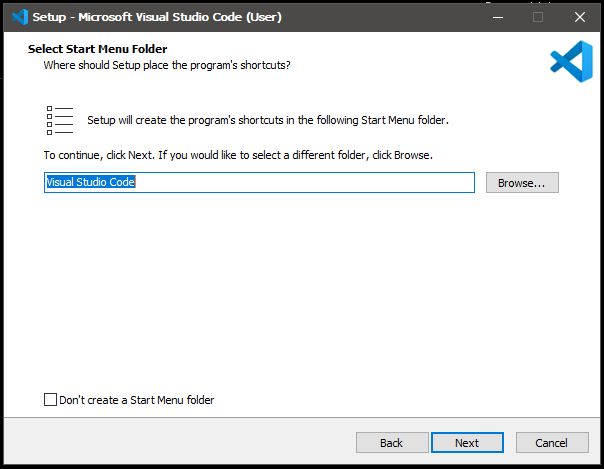 Setup - Microsoft Visual Studio Code (User)
Select Start Menu Folder
Where should Setup place the program's shortcuts?
Setup will create the program's shortcuts in the following Start Menu folder.
To continue, click Next. If you would like to select a different folder, click Browse.
Visual Studio Code
Browse...
Don't create a Start Menu folder
Back
Next
Cancel